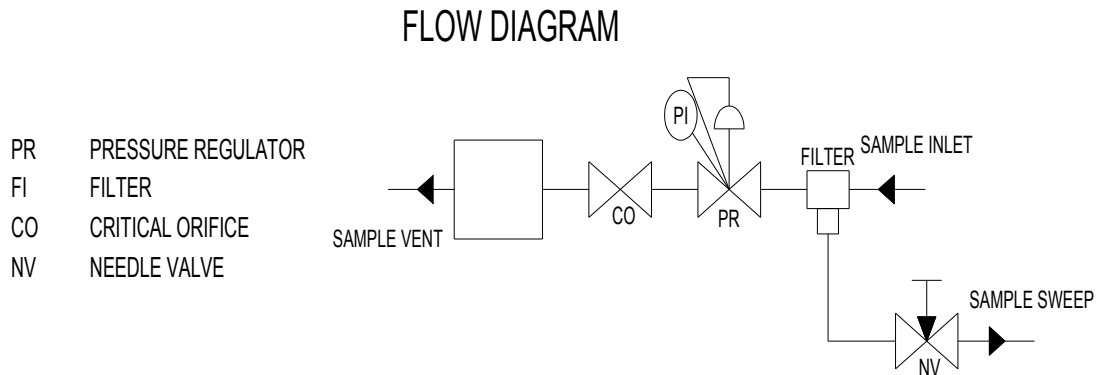 FLOW DIAGRAM
PR PRESSURE REGULATOR
FI FILTER
CO CRITICAL ORIFICE
NV NEEDLE VALVE
PI
FILTER
SAMPLE INLET
CO
PR
SAMPLE VENT
SAMPLE SWEEP
NV